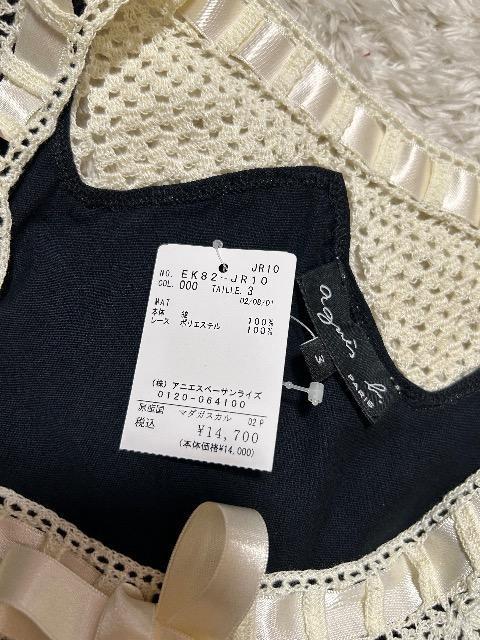 JR10
NO. EK82-JR10
COL. 000 TAILLE. 3
MAT. 02/08/01
本体 綿 100%
レース ポリエステル 100%
(株)アニエスベーサンライズ
0120-064100
原産国 マダガスカル 02P
税込 ¥14,700
(本体価格¥14,000)
agnès b.
PARIS
3